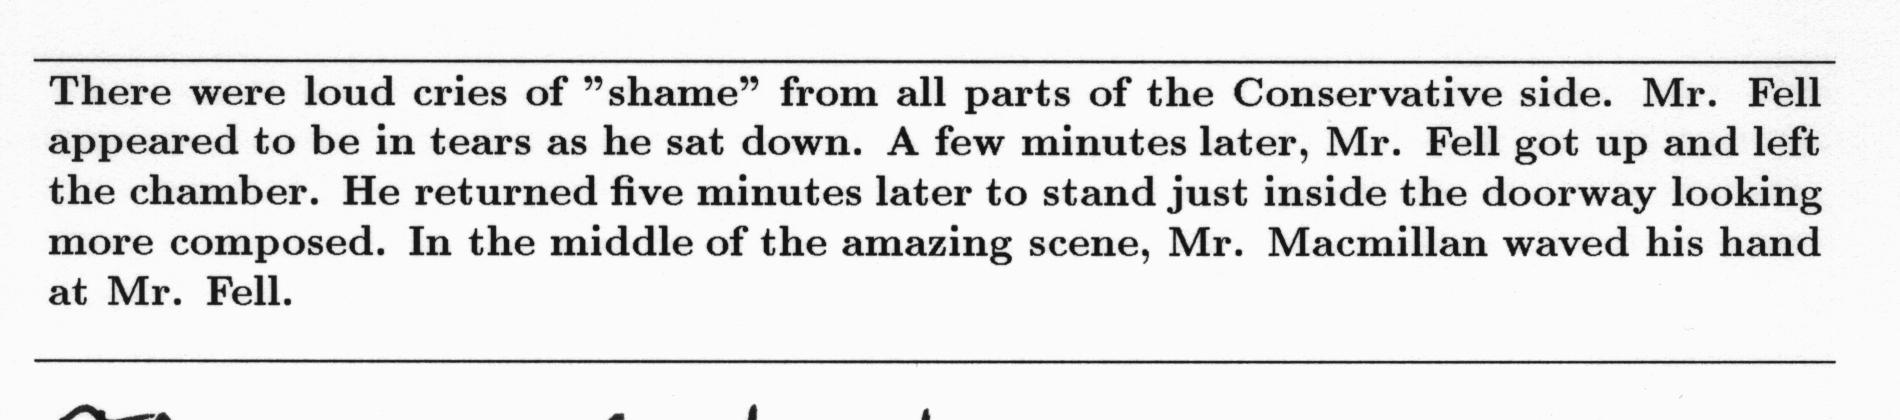 There were loud cries of ”shame” from all parts of the Conservative side. Mr. Fell
appeared to be in tears as he sat down. A few minutes later, Mr. Fell got up and left
the chamber. He returned five minutes later to stand just inside the doorway looking
more composed. In the middle of the amazing scene, Mr. Macmillan waved his hand
at Mr. Fell.